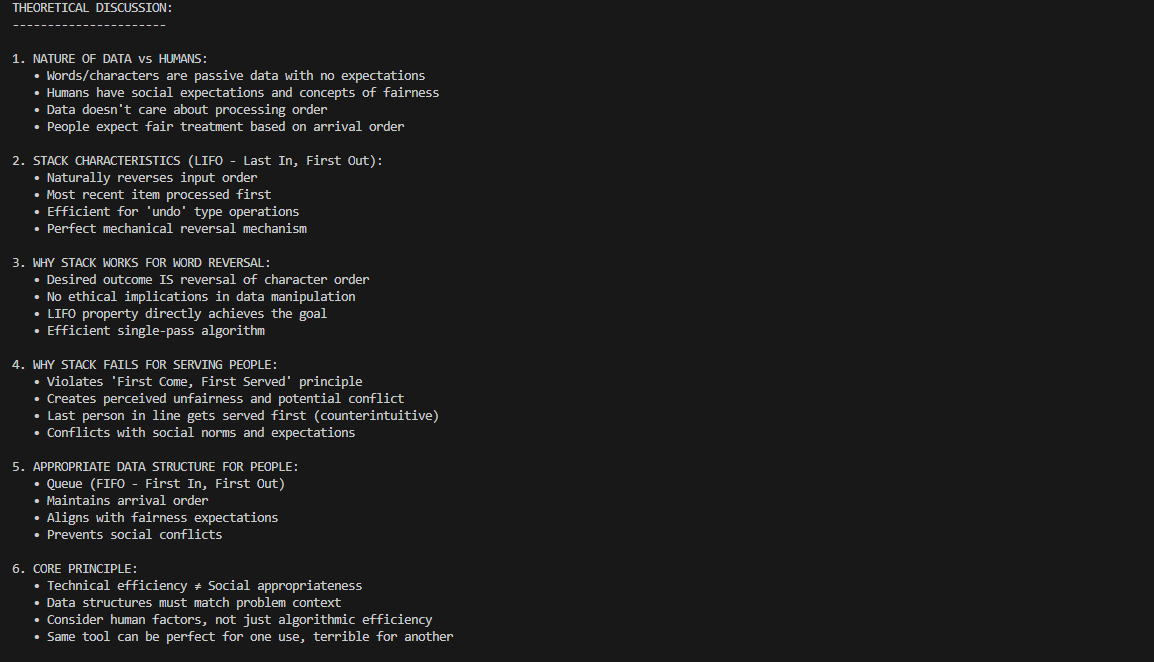 THEORETICAL DISCUSSION:
----------------------
1. NATURE OF DATA vs HUMANS:
• Words/characters are passive data with no expectations
• Humans have social expectations and concepts of fairness
• Data doesn't care about processing order
• People expect fair treatment based on arrival order
2. STACK CHARACTERISTICS (LIFO - Last In, First Out):
• Naturally reverses input order
• Most recent item processed first
• Efficient for 'undo' type operations
• Perfect mechanical reversal mechanism
3. WHY STACK WORKS FOR WORD REVERSAL:
• Desired outcome IS reversal of character order
• No ethical implications in data manipulation
• LIFO property directly achieves the goal
• Efficient single-pass algorithm
4. WHY STACK FAILS FOR SERVING PEOPLE:
• Violates 'First Come, First Served' principle
• Creates perceived unfairness and potential conflict
• Last person in line gets served first (counterintuitive)
• Conflicts with social norms and expectations
5. APPROPRIATE DATA STRUCTURE FOR PEOPLE:
• Queue (FIFO - First In, First Out)
• Maintains arrival order
• Aligns with fairness expectations
• Prevents social conflicts
6. CORE PRINCIPLE:
• Technical efficiency ≠ Social appropriateness
• Data structures must match problem context
• Consider human factors, not just algorithmic efficiency
• Same tool can be perfect for one use, terrible for another